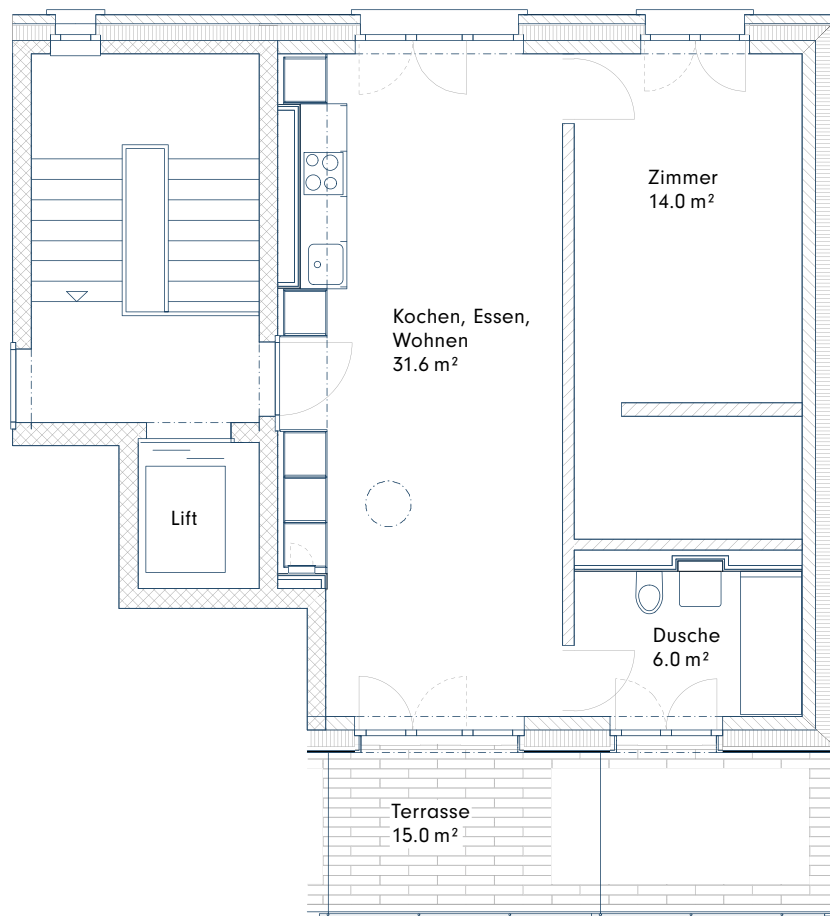 Zimmer
14.0 m²
Kochen, Essen,
Wohnen
31.6 m²
Lift
Dusche
6.0 m²
Terrasse
15.0 m²